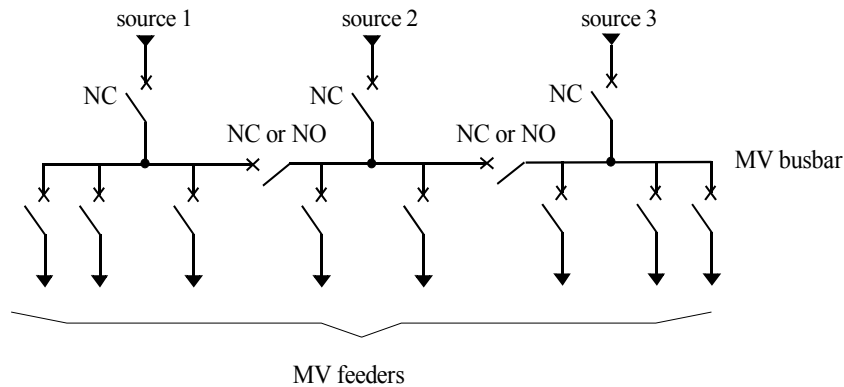 source 1
source 2
source 3
NC
NC
NC
NC or NO
NC or NO
MV busbar
MV feeders